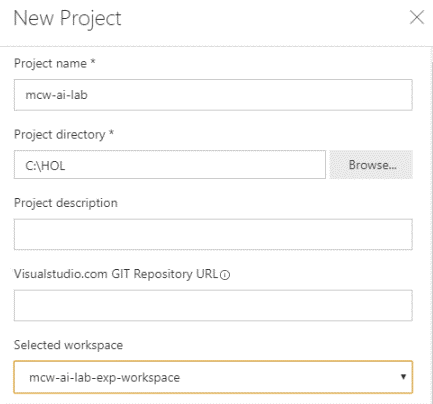 New Project
Project name *
mcw-ai-lab
Project directory *
C:\HOL
Browse...
Project description
Visualstudio.com GIT Repository URL
Selected workspace
mcw-ai-lab-exp-workspace